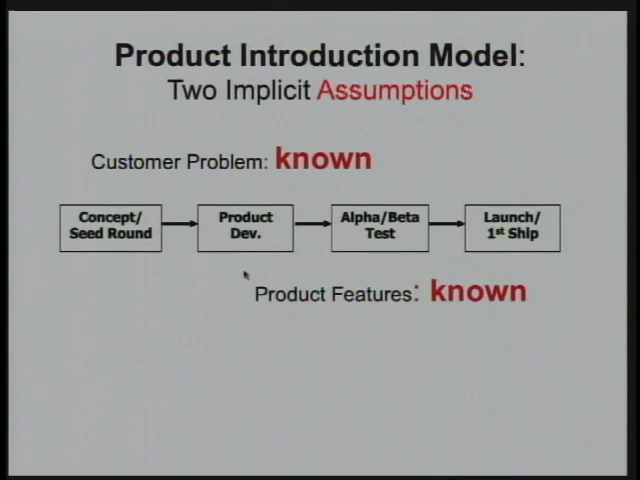 Product Introduction Model:
Two Implicit Assumptions
Customer Problem: known
Concept/
Seed Round
Product
Dev.
Alpha/Beta
Test
Launch/
1st Ship
Product Features: known